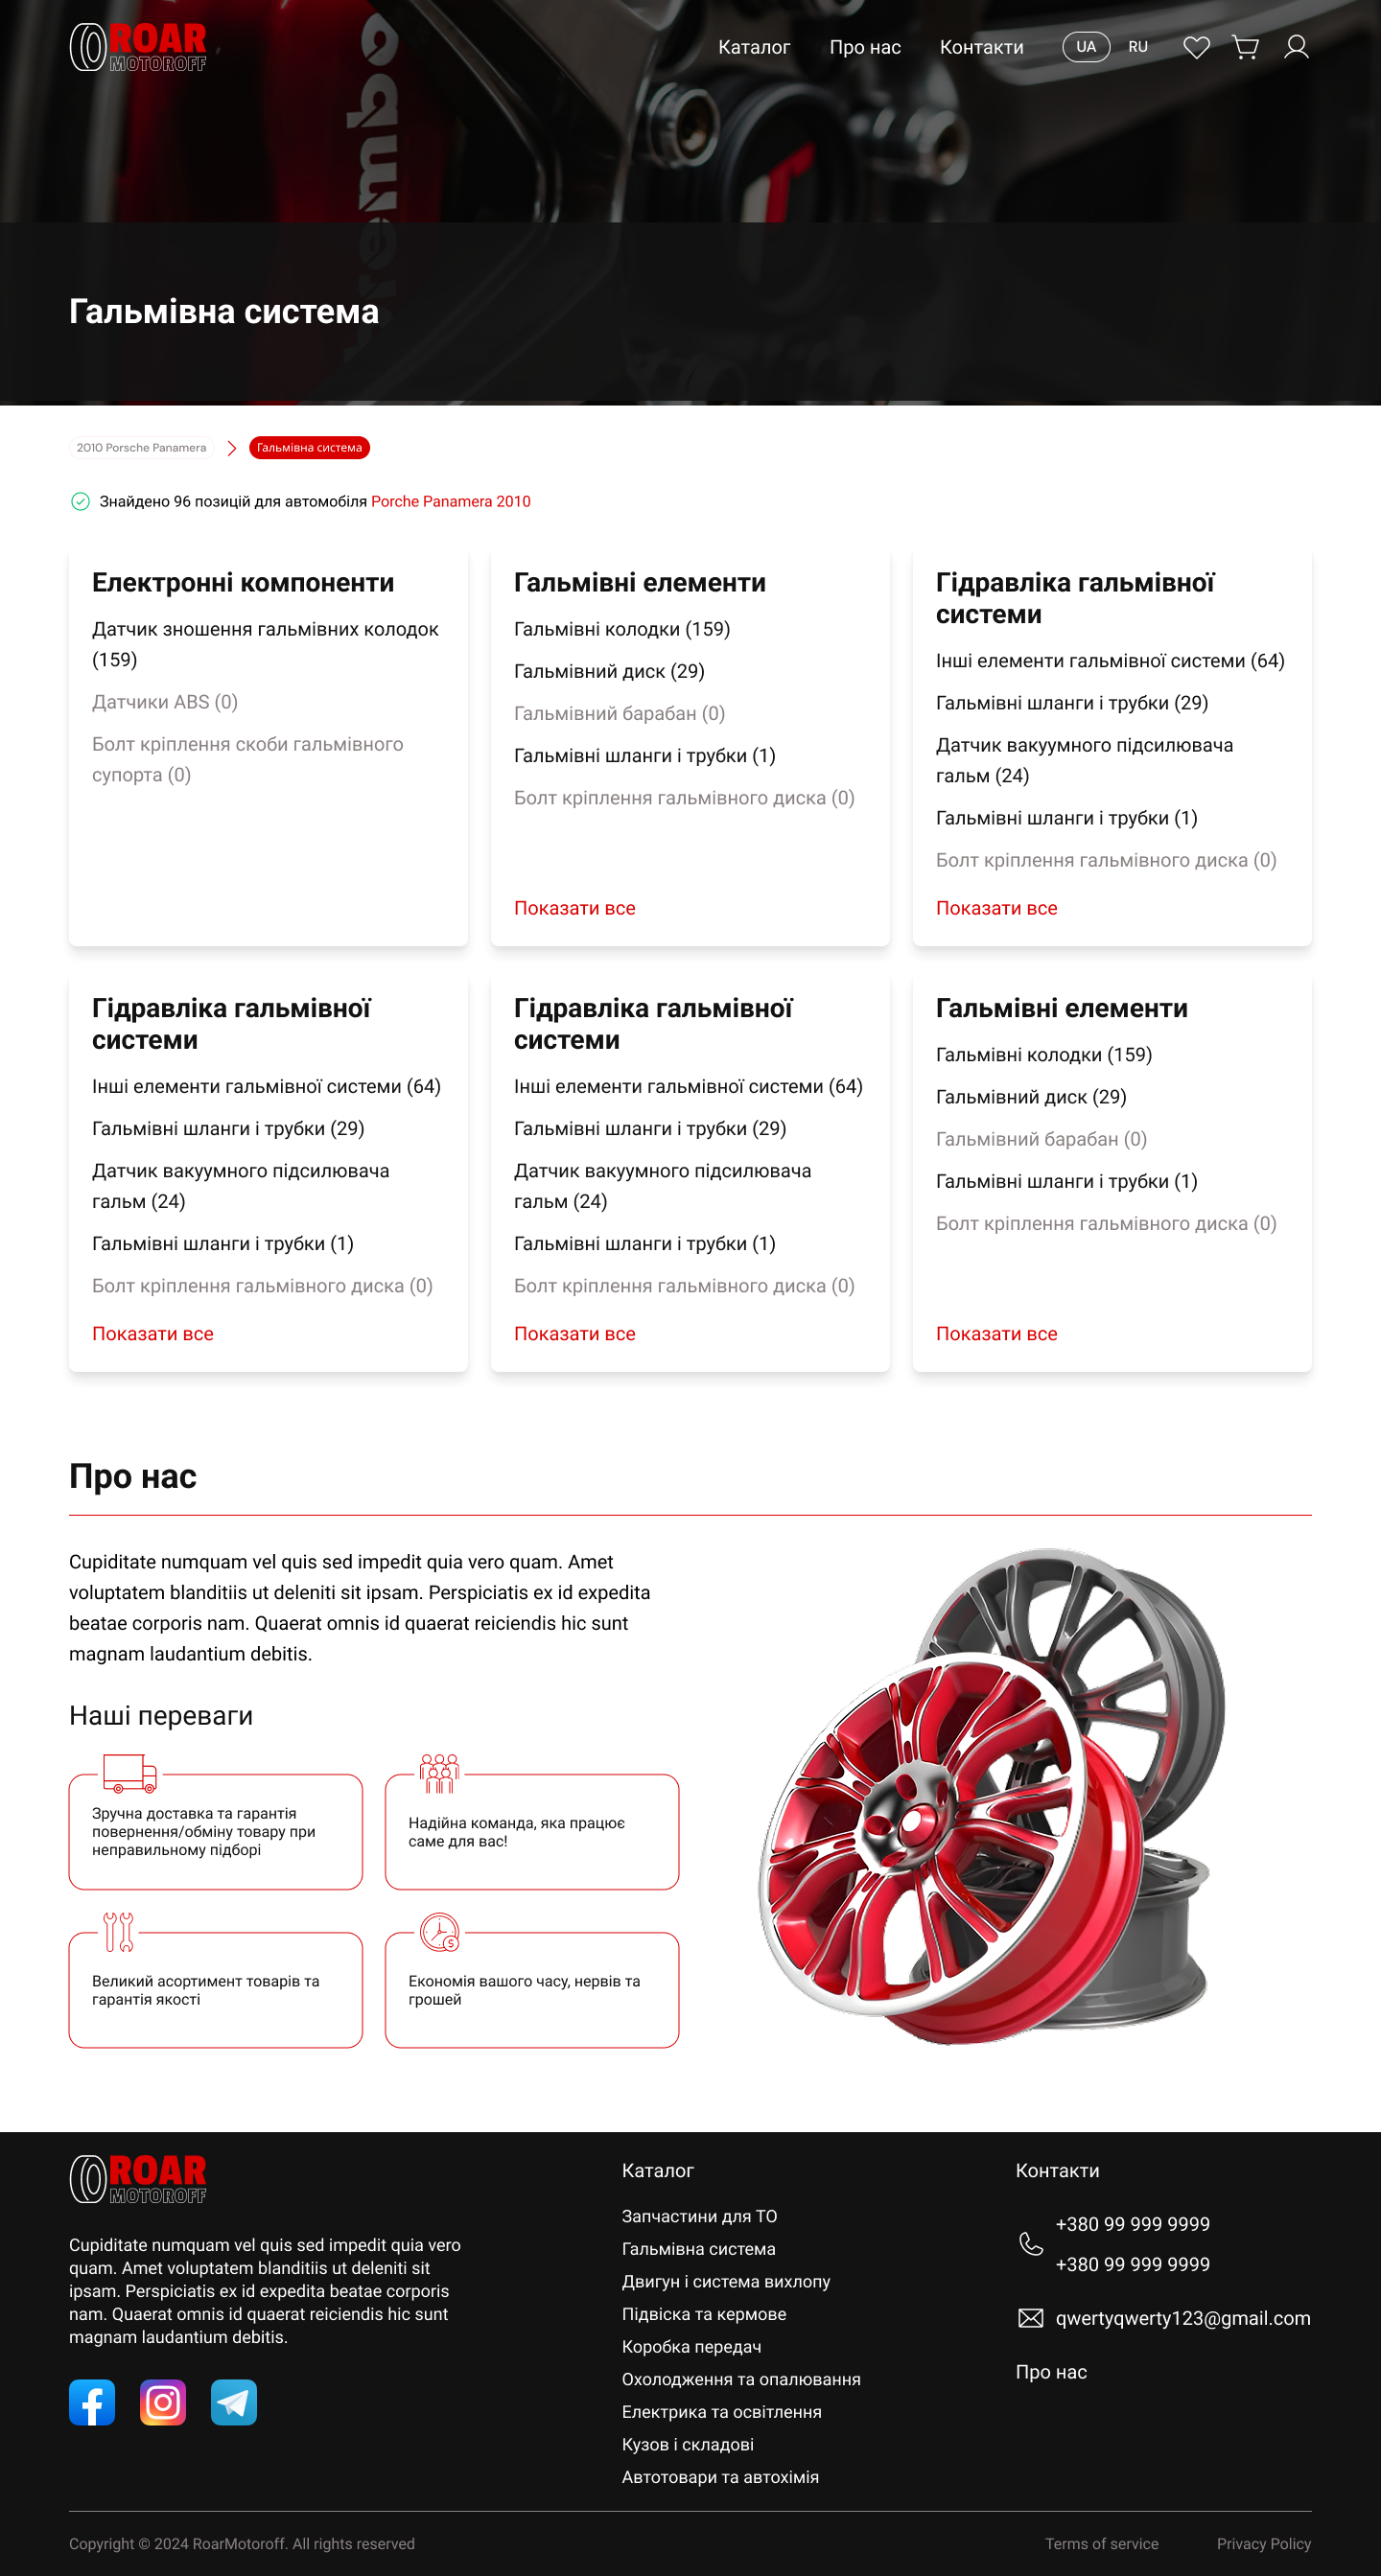 ROAR
MOTOROFF
Каталог
Про нас
Контакти
UA
RU
brembo
Гальмівна система
2010 Porsche Panamera
Гальмівна система
Знайдено 96 позицій для автомобіля Porche Panamera 2010
Електронні компоненти
Датчик зношення гальмівних колодок
(159)
Датчики ABS (0)
Болт кріплення скоби гальмівного
супорта (0)
Гальмівні елементи
Гальмівні колодки (159)
Гальмівний диск (29)
Гальмівний барабан (0)
Гальмівні шланги і трубки (1)
Болт кріплення гальмівного диска (0)
Показати все
Гідравліка гальмівної
системи
Інші елементи гальмівної системи (64)
Гальмівні шланги і трубки (29)
Датчик вакуумного підсилювача
гальм (24)
Гальмівні шланги і трубки (1)
Болт кріплення гальмівного диска (0)
Показати все
Гідравліка гальмівної
системи
Інші елементи гальмівної системи (64)
Гальмівні шланги і трубки (29)
Датчик вакуумного підсилювача
гальм (24)
Гальмівні шланги і трубки (1)
Болт кріплення гальмівного диска (0)
Показати все
Гідравліка гальмівної
системи
Інші елементи гальмівної системи (64)
Гальмівні шланги і трубки (29)
Датчик вакуумного підсилювача
гальм (24)
Гальмівні шланги і трубки (1)
Болт кріплення гальмівного диска (0)
Показати все
Гальмівні елементи
Гальмівні колодки (159)
Гальмівний диск (29)
Гальмівний барабан (0)
Гальмівні шланги і трубки (1)
Болт кріплення гальмівного диска (0)
Показати все
Про нас
Cupiditate numquam vel quis sed impedit quia vero quam. Amet
voluptatem blanditiis ut deleniti sit ipsam. Perspiciatis ex id expedita
beatae corporis nam. Quaerat omnis id quaerat reiciendis hic sunt
magnam laudantium debitis.
Наші переваги
Зручна доставка та гарантія
повернення/обміну товару при
неправильному підборі
Надійна команда, яка працює
саме для вас!
Великий асортимент товарів та
гарантія якості
Економія вашого часу, нервів та
грошей
ROAR
MOTOROFF
Cupiditate numquam vel quis sed impedit quia vero
quam. Amet voluptatem blanditiis ut deleniti sit
ipsam. Perspiciatis ex id expedita beatae corporis
nam. Quaerat omnis id quaerat reiciendis hic sunt
magnam laudantium debitis.
Каталог
Запчастини для ТО
Гальмівна система
Двигун і система вихлопу
Підвіска та кермове
Коробка передач
Охолодження та опалювання
Електрика та освітлення
Кузов і складові
Автотовари та автохімія
Контакти
+380 99 999 9999
+380 99 999 9999
qwertyqwerty123@gmail.com
Про нас
Copyright © 2024 RoarMotoroff. All rights reserved
Terms of service
Privacy Policy